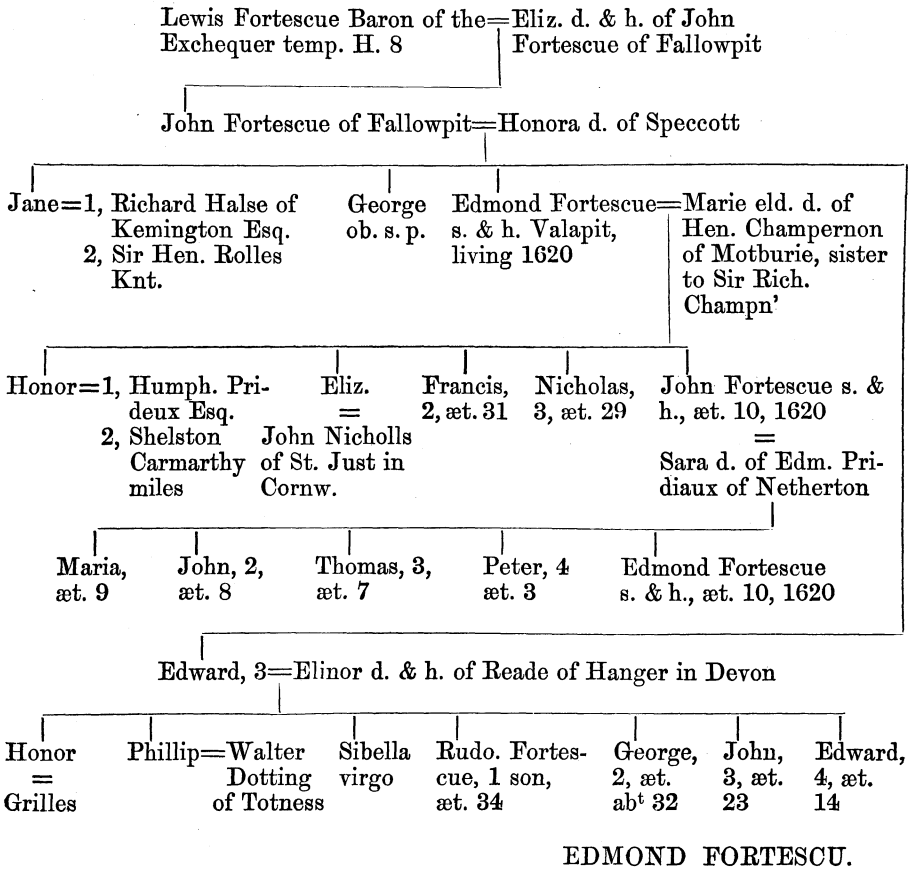 Lewis Fortescue Baron of the=Eliz. d. & h. of John
Exchequer temp. H. 8 Fortescue of Fallowpit
John Fortescue of Fallowpit=Honora d. of Speccott
Jane=1, Richard Halse of
Kemington Esq.
2, Sir Hen. Rolles
Knt.
George
ob. s. p.
Edmond Fortescue=Marie eld. d. of
s. & h. Valapit,
living 1620
Hen. Champernon
of Motburie, sister
to Sir Rich.
Champn'
Honor=1, Humph. Pri-
deux Esq.
2, Shelston
Carmarthy
miles
Eliz.
=
John Nicholls
of St. Just in
Cornw.
Francis,
2, æt. 31
Nicholas,
3, æt. 29
John Fortescue s. &
h., æt. 10, 1620
=
Sara d. of Edm. Pri-
diaux of Netherton
Maria,
æt. 9
John, 2,
æt. 8
Thomas, 3,
æt. 7
Peter, 4
æt. 3
Edmond Fortescue
s. & h., æt. 10, 1620
Edward, 3=Elinor d. & h. of Reade of Hanger in Devon
Honor
=
Grilles
Phillip=Walter
Dotting
of Totness
Sibella
virgo
Rudo. Fortes-
cue, 1 son,
æt. 34
George,
2, æt.
abᵗ 32
John,
3, æt.
23
Edward,
4, æt.
14
EDMOND FORTESCU.